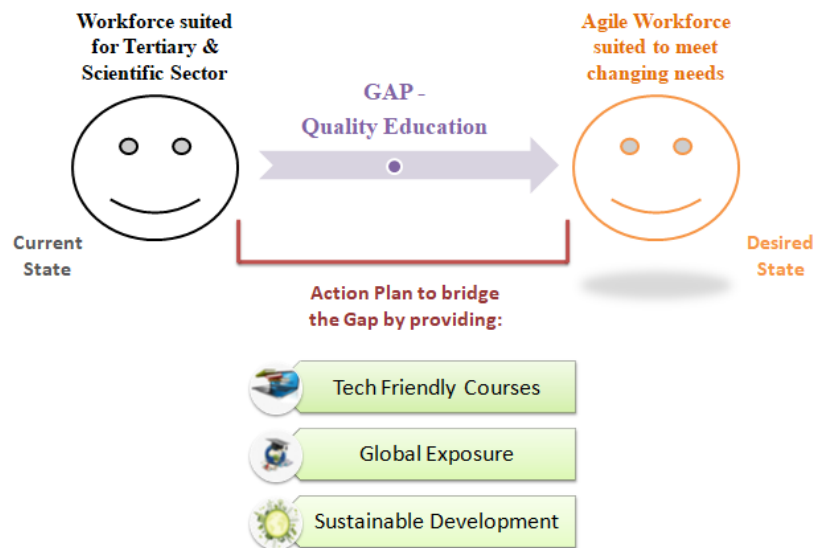 Workforce suited
for Tertiary &
Scientific Sector
Agile Workforce
suited to meet
changing needs
GAP -
Quality Education
Current
State
Desired
State
Action Plan to bridge
the Gap by providing:
Tech Friendly Courses
Global Exposure
Sustainable Development